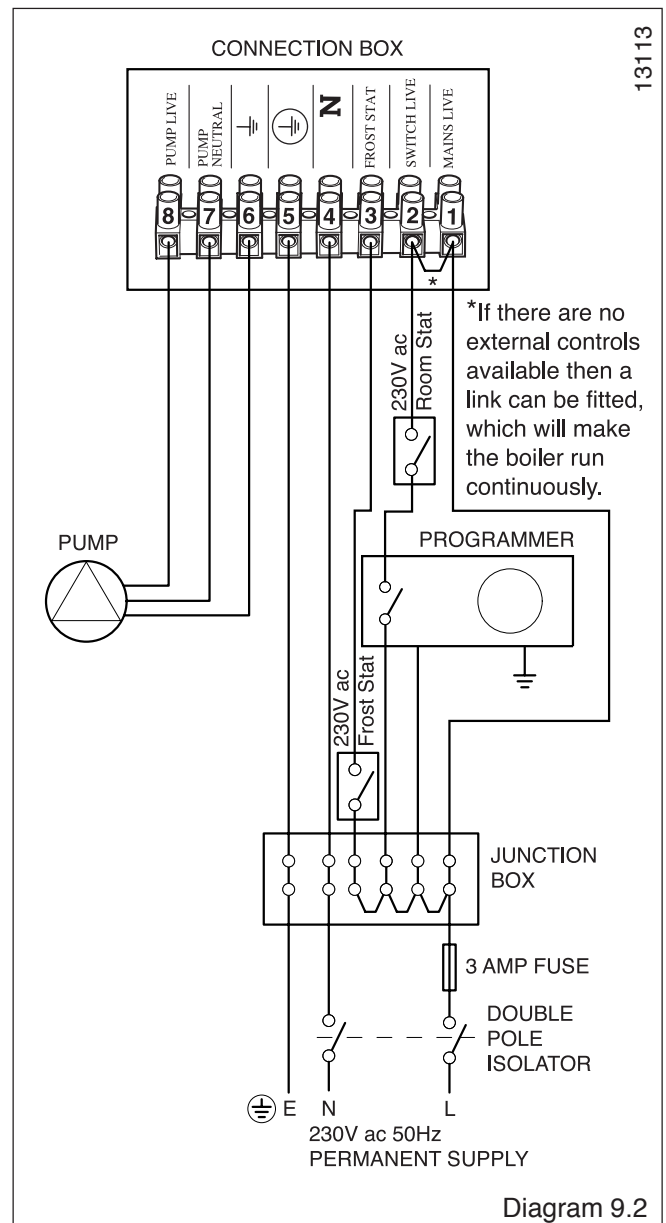 CONNECTION BOX
13113
PUMP LIVE
PUMP
NEUTRAL
N
FROST STAT
SWITCH LIVE
MAINS LIVE
8 7 6 5 4 3 2 1
*
*If there are no
external controls
available then a
link can be fitted,
which will make
the boiler run
continuously.
230V ac
Room Stat
PUMP
PROGRAMMER
230V ac
Frost Stat
JUNCTION
BOX
3 AMP FUSE
DOUBLE
POLE
ISOLATOR
E N L
230V ac 50Hz
PERMANENT SUPPLY
Diagram 9.2